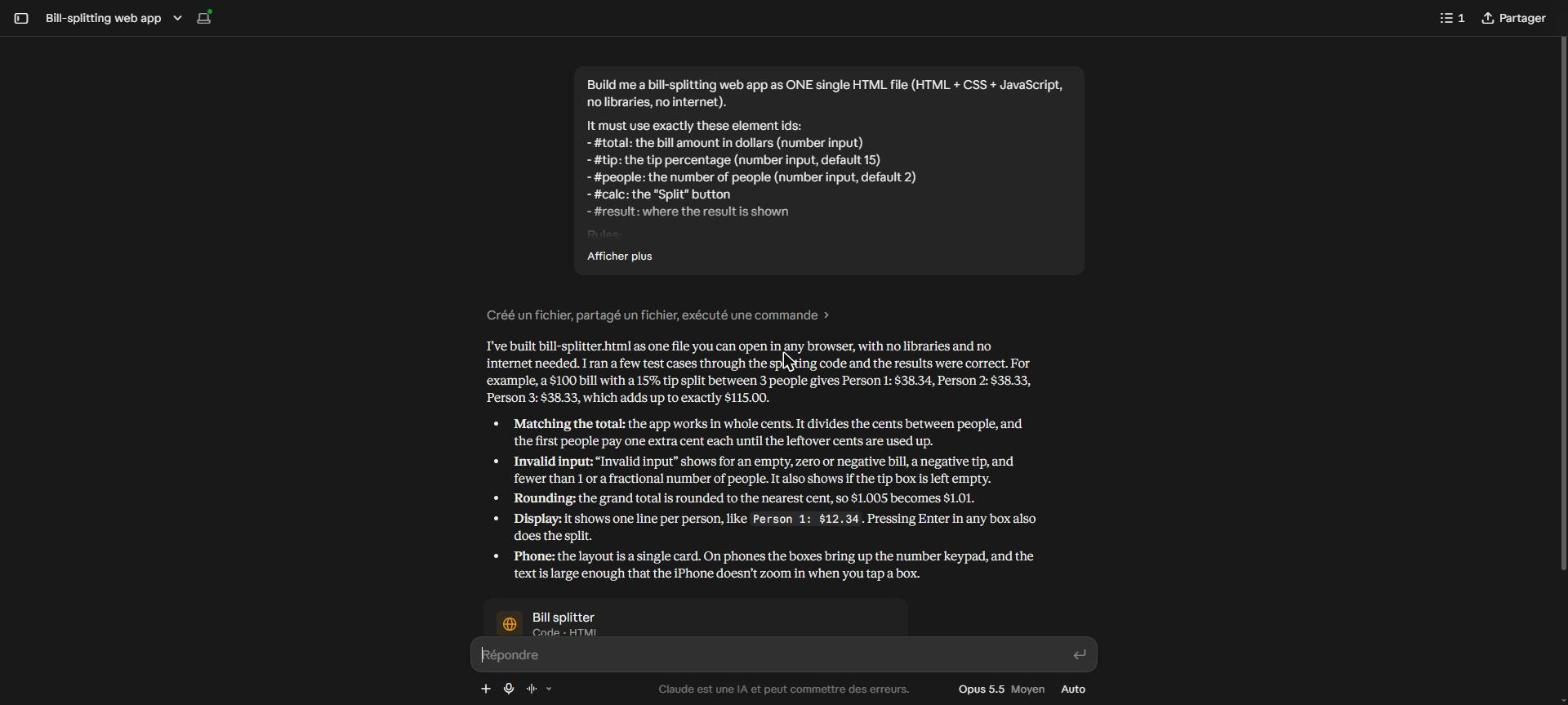 Bill-splitting web app
1 Partager
Build me a bill-splitting web app as ONE single HTML file (HTML + CSS + JavaScript,
no libraries, no internet).
It must use exactly these element ids:
- #total: the bill amount in dollars (number input)
- #tip: the tip percentage (number input, default 15)
- #people: the number of people (number input, default 2)
- #calc: the "Split" button
- #result: where the result is shown
Rules:
Afficher plus
Créé un fichier, partagé un fichier, exécuté une commande >
I've built bill-splitter.html as one file you can open in any browser, with no libraries and no
internet needed. I ran a few test cases through the splitting code and the results were correct. For
example, a $100 bill with a 15% tip split between 3 people gives Person 1: $38.34, Person 2: $38.33,
Person 3: $38.33, which adds up to exactly $115.00.
• Matching the total: the app works in whole cents. It divides the cents between people, and
the first people pay one extra cent each until the leftover cents are used up.
• Invalid input: “Invalid input” shows for an empty, zero or negative bill, a negative tip, and
fewer than 1 or a fractional number of people. It also shows if the tip box is left empty.
• Rounding: the grand total is rounded to the nearest cent, so $1.005 becomes $1.01.
• Display: it shows one line per person, like Person 1: $12.34. Pressing Enter in any box also
does the split.
• Phone: the layout is a single card. On phones the boxes bring up the number keypad, and the
text is large enough that the iPhone doesn’t zoom in when you tap a box.
Bill splitter
Code · HTML
Répondre
Claude est une IA et peut commettre des erreurs.
Opus 5.5 Moyen Auto